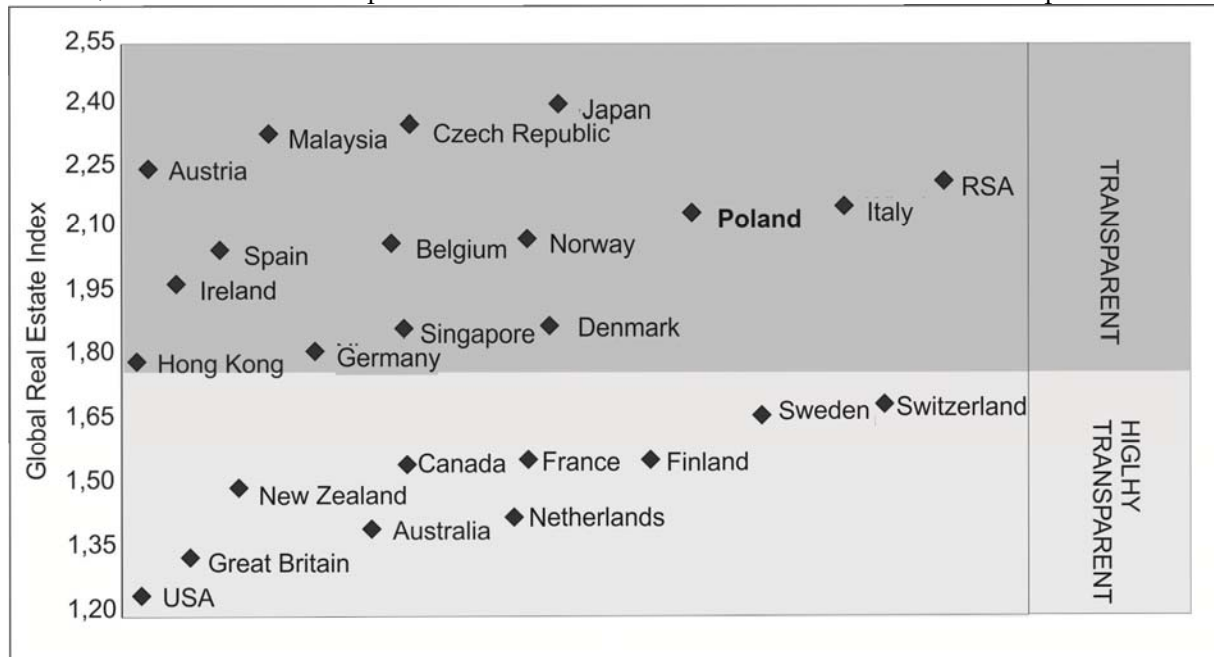 2,55
2,40
2,25
2,10
1,95
1,80
1,65
1,50
1,35
1,20
Global Real Estate Index
Japan
Czech Republic
Malaysia
Austria
RSA
Italy
Poland
Norway
Belgium
Spain
Ireland
Denmark
Singapore
Germany
Hong Kong
Switzerland
Sweden
Finland
France
Canada
New Zealand
Netherlands
Australia
Great Britain
USA
TRANSPARENT
HIGLHY
TRANSPARENT